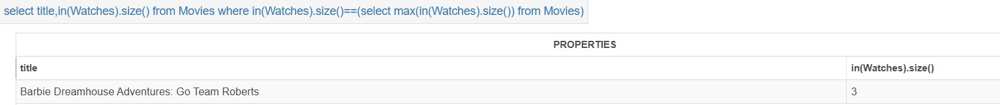 select title,in(Watches).size() from Movies where in(Watches).size()==(select max(in(Watches).size()) from Movies)
PROPERTIES
title in(Watches).size()
Barbie Dreamhouse Adventures: Go Team Roberts 3